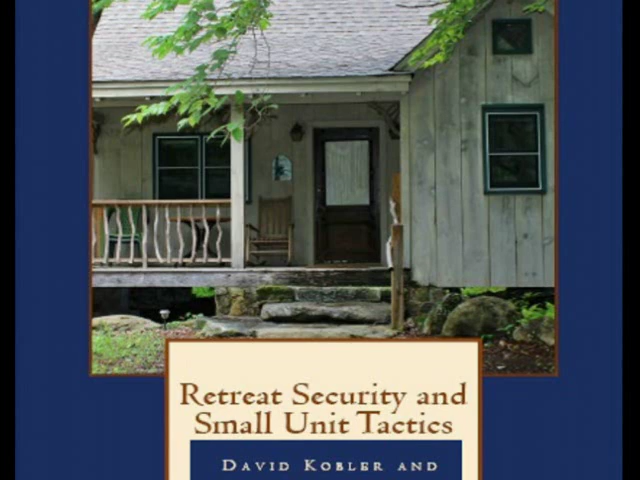 Retreat Security and
Small Unit Tactics
DAVID KOBLER AND